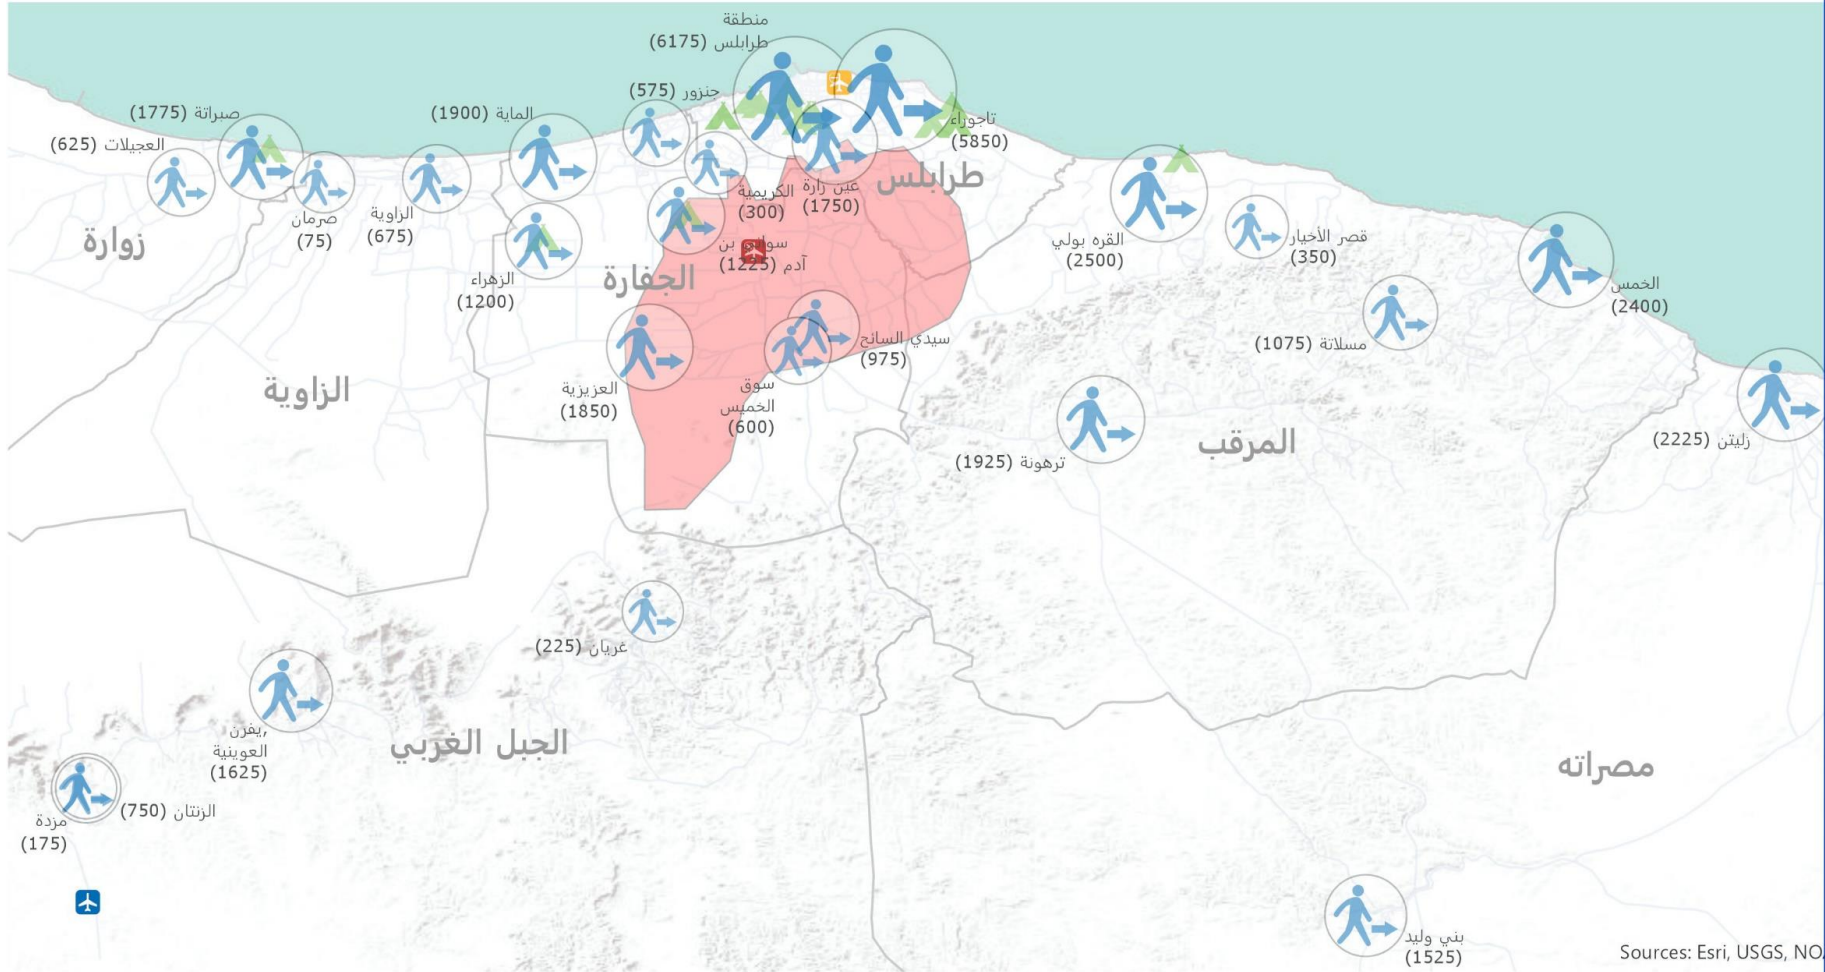 منطقة
طرابلس (6175)
جنزور (575)
صبراتة (1775)
الماية (1900)
العجيلات (625)
تاجوراء
(5850)
طرابلس
الكريمية
(300)
عين زارة
(1750)
صرمان
(75)
الزاوية
(675)
زوارة
القره بولي
(2500)
قصر الأخيار
(350)
سواني بن
آدم (1225)
الجفارة
الزهراء
(1200)
الخمس
(2400)
مسلاتة (1075)
سيدي السائح
(975)
الزاوية
العزيزية
(1850)
سوق
الخميس
(600)
المرقب
زليتن (2225)
ترهونة (1925)
غريان (225)
يفرن,
العوينية
(1625)
الجبل الغربي
مصراته
الزنتان (750)
مزدة
(175)
بني وليد
(1525)
Sources: Esri, USGS, NO